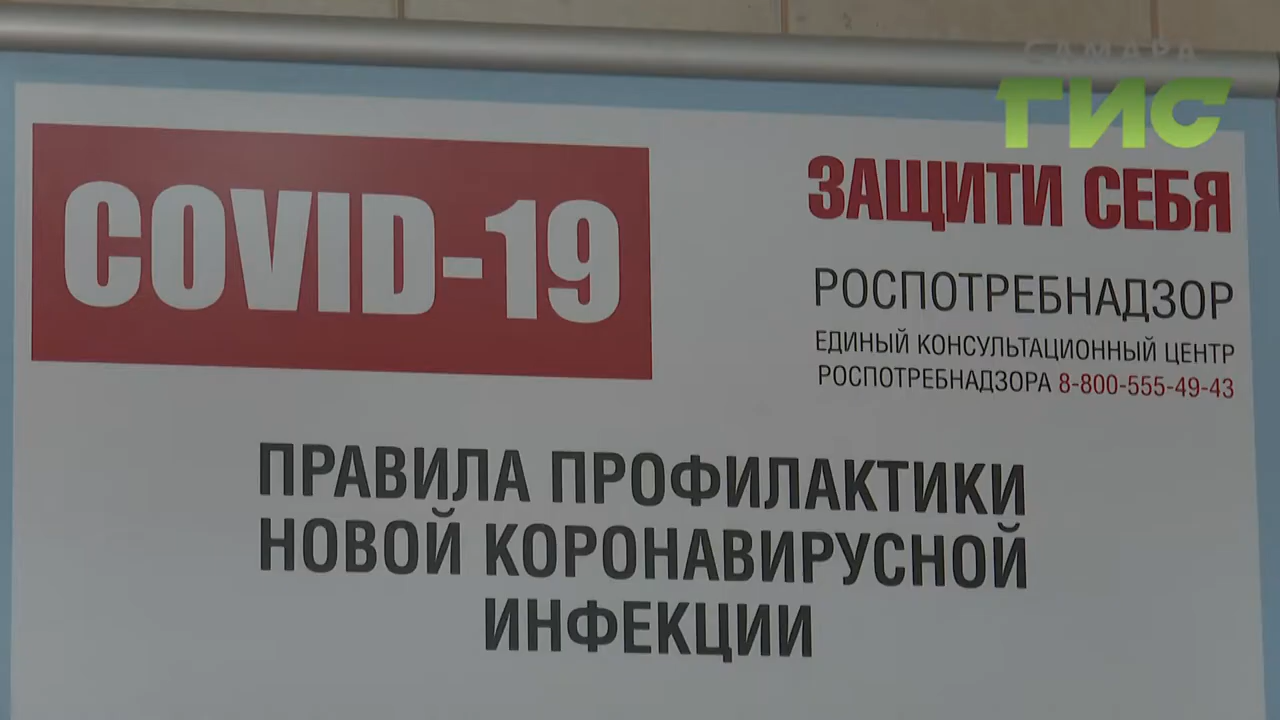 САМАРА
ГИС
COVID-19
ЗАЩИТИ СЕБЯ
РОСПОТРЕБНАДЗОР
ЕДИНЫЙ КОНСУЛЬТАЦИОННЫЙ ЦЕНТР
РОСПОТРЕБНАДЗОРА 8-800-555-49-43
ПРАВИЛА ПРОФИЛАКТИКИ
НОВОЙ КОРОНАВИРУСНОЙ
ИНФЕКЦИИ